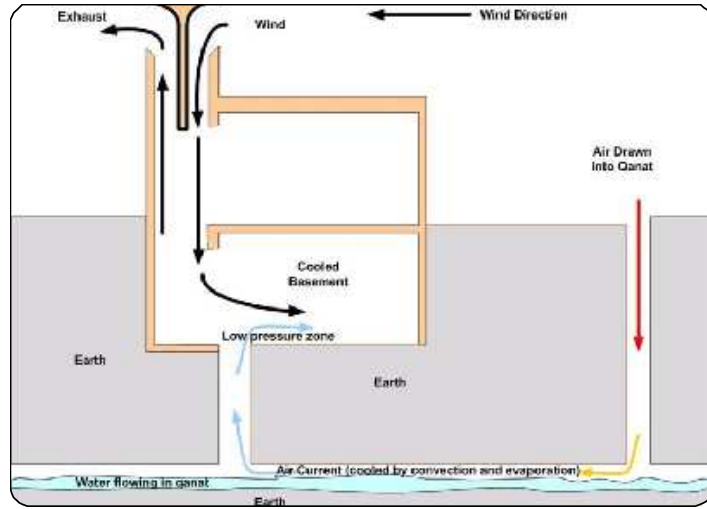 Exhaust
Wind
Wind Direction
Air Drawn
into Qanat
Cooled
Basement
Low pressure zone
Earth
Earth
Air Current (cooled by convection and evaporation)
Water flowing in qanat
Earth